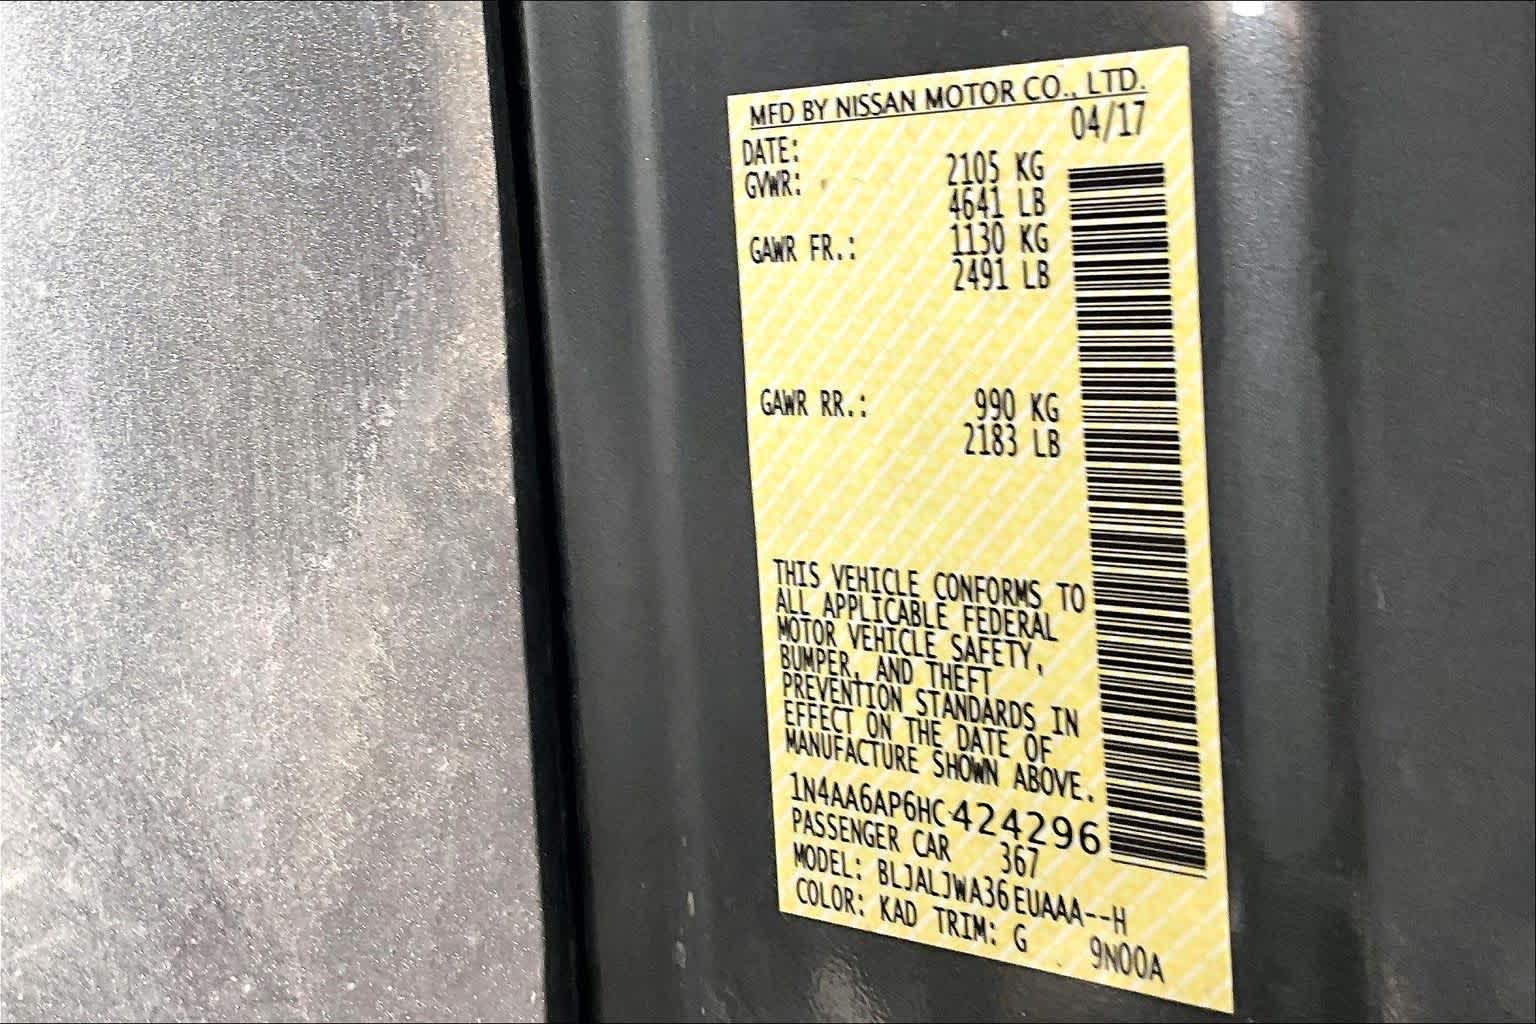 MFD BY NISSAN MOTOR CO., LTD.
DATE: 04/17
GVWR: 2105 KG
4641 LB
GAWR FR.: 1130 KG
2491 LB
GAWR RR.: 990 KG
2183 LB
THIS VEHICLE CONFORMS TO
ALL APPLICABLE FEDERAL
MOTOR VEHICLE SAFETY,
BUMPER, AND THEFT
PREVENTION STANDARDS IN
EFFECT ON THE DATE OF
MANUFACTURE SHOWN ABOVE.
1N4AA6AP6HC424296
PASSENGER CAR 367
MODEL: BLJALJWA36EUAAA--H
COLOR: KAD TRIM: G 9N00A